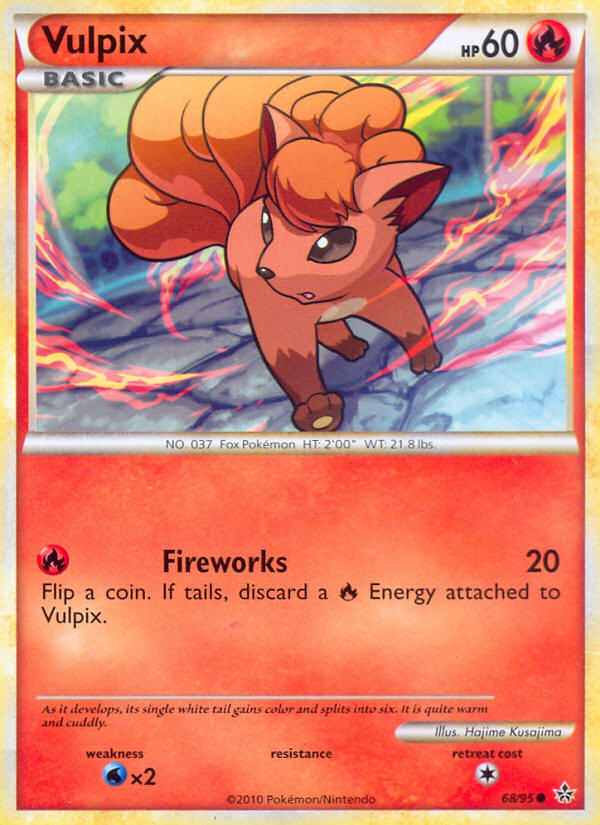 Vulpix
HP 60
BASIC
NO. 037 Fox Pokémon HT: 2'00" WT: 21.8 lbs.
Fireworks 20
Flip a coin. If tails, discard a Energy attached to
Vulpix.
As it develops, its single white tail gains color and splits into six. It is quite warm
and cuddly.
Illus. Hajime Kusajima
weakness resistance retreat cost
×2
©2010 Pokémon/Nintendo 68/95